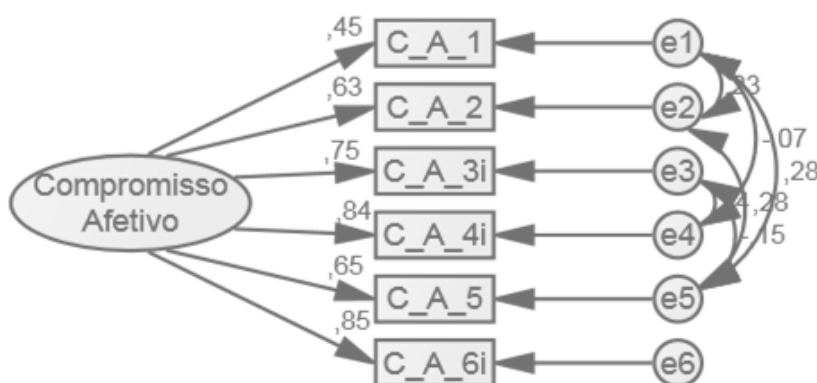 ,45
C_A_1
e1
,63
C_A_2
e2
,23
,75
C_A_3i
e3
-,07
Compromisso
Afetivo
,28
,84
C_A_4i
e4
,28
-,15
,65
C_A_5
e5
,85
C_A_6i
e6